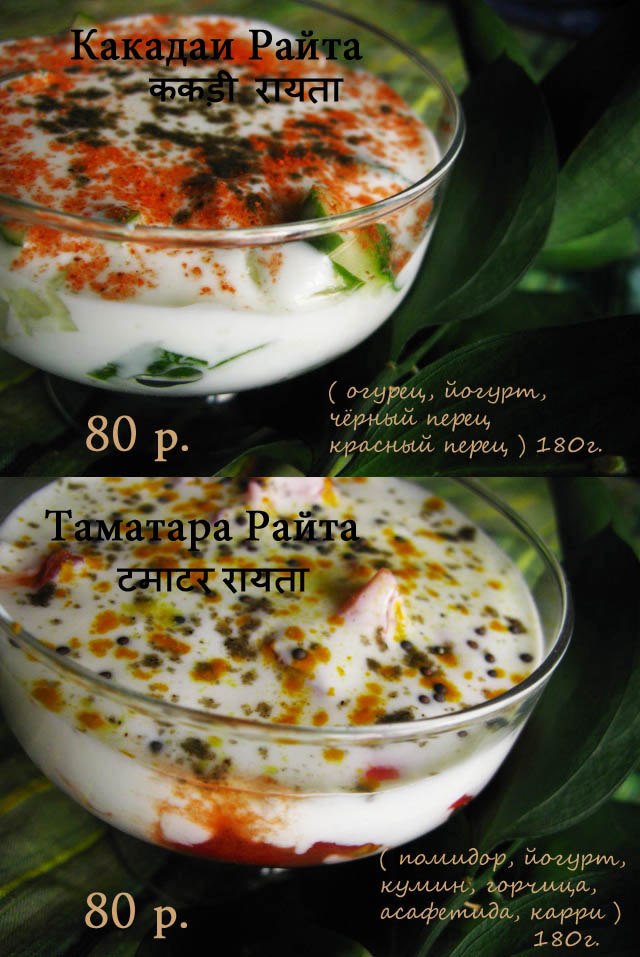 Какадаи Райта
ककड़ी रायता
( огурец, йогурт,
чёрный перец
красный перец ) 180г.
80 р.
Таматара Райта
टमाटर रायता
( помидор, йогурт,
кумин, горчица,
асафетида, карри )
180г.
80 р.